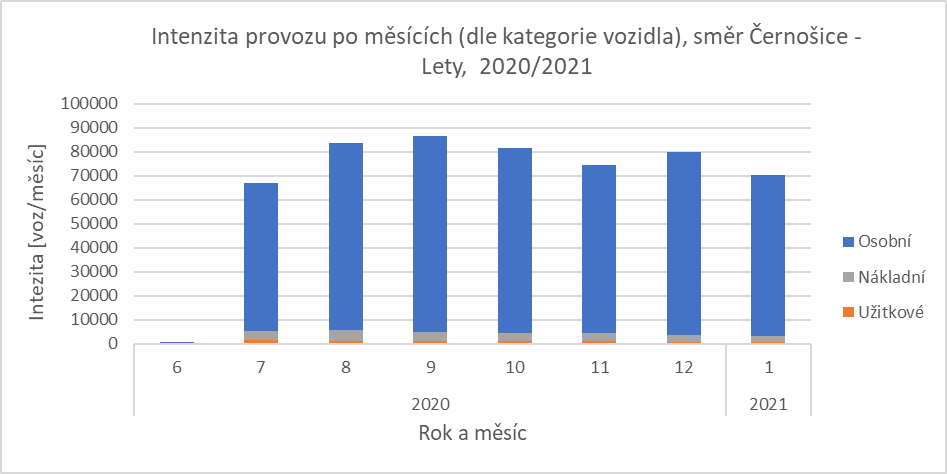 Intenzita provozu po měsících (dle kategorie vozidla), směr Černošice -
Lety, 2020/2021
Intezita [voz/měsíc]
100000
90000
80000
70000
60000
50000
40000
30000
20000
10000
0
6 7 8 9 10 11 12 1
2020 2021
Rok a měsíc
Osobní
Nákladní
Užitkové